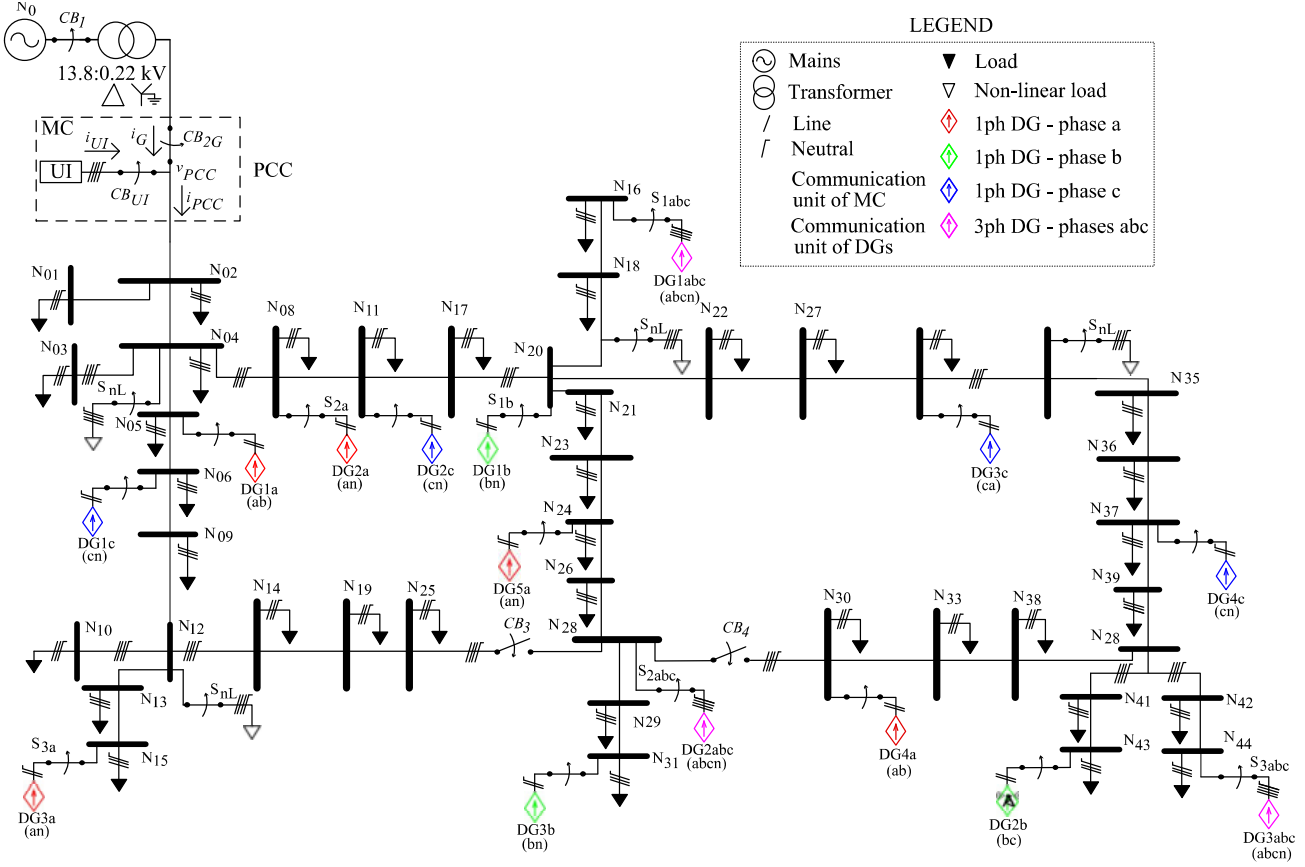 N0
CB1
13.8:0.22 kV
MC
iUI
iG
CB2G
UI
vPCC
CBUI
iPCC
PCC
LEGEND
Mains
Transformer
Line
Neutral
Communication
unit of MC
Communication
unit of DGs
Load
Non-linear load
1ph DG - phase a
1ph DG - phase b
1ph DG - phase c
3ph DG - phases abc
N16
S1abc
N18
DG1abc
(abcn)
N01
N02
N03
N04
N08
N11
N17
N20
SnL
N22
N27
SnL
N35
SnL
N05
S2a
S1b
N21
DG1a
(ab)
DG2a
(an)
DG2c
(cn)
DG1b
(bn)
N23
DG3c
(ca)
N36
N06
DG1c
(cn)
N09
N24
DG5a
(an)
N26
N37
DG4c
(cn)
N39
N10
N12
N14
N19
N25
CB3
N28
CB4
N30
N33
N38
N28
SnL
N13
S2abc
N29
DG2abc
(abcn)
N41
N42
S3a
N15
DG3a
(an)
N31
DG3b
(bn)
DG4a
(ab)
N43
N44
DG2b
(bc)
S3abc
DG3abc
(abcn)